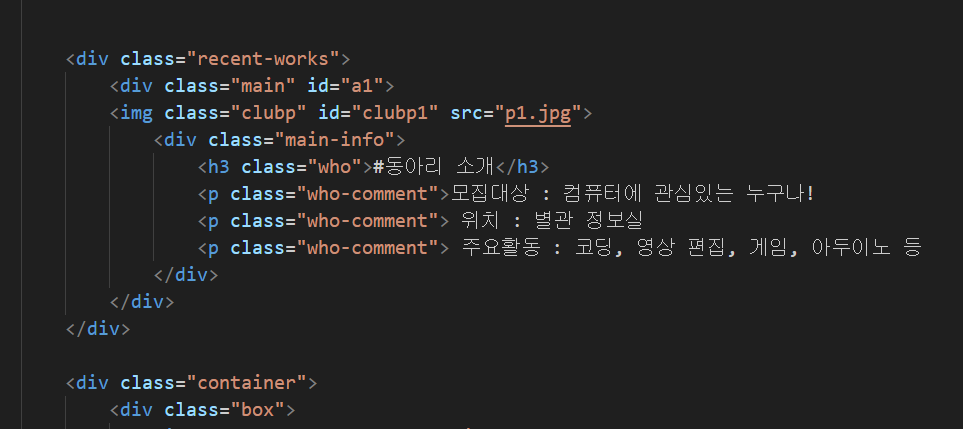 <div class="recent-works">
<div class="main" id="a1">
<img class="clubp" id="clubp1" src="p1.jpg">
<div class="main-info">
<h3 class="who">#동아리 소개</h3>
<p class="who-comment">모집대상 : 컴퓨터에 관심있는 누구나!
<p class="who-comment"> 위치 : 별관 정보실
<p class="who-comment"> 주요활동 : 코딩, 영상 편집, 게임, 아두이노 등
</div>
</div>
</div>
<div class="container">
<div class="box">